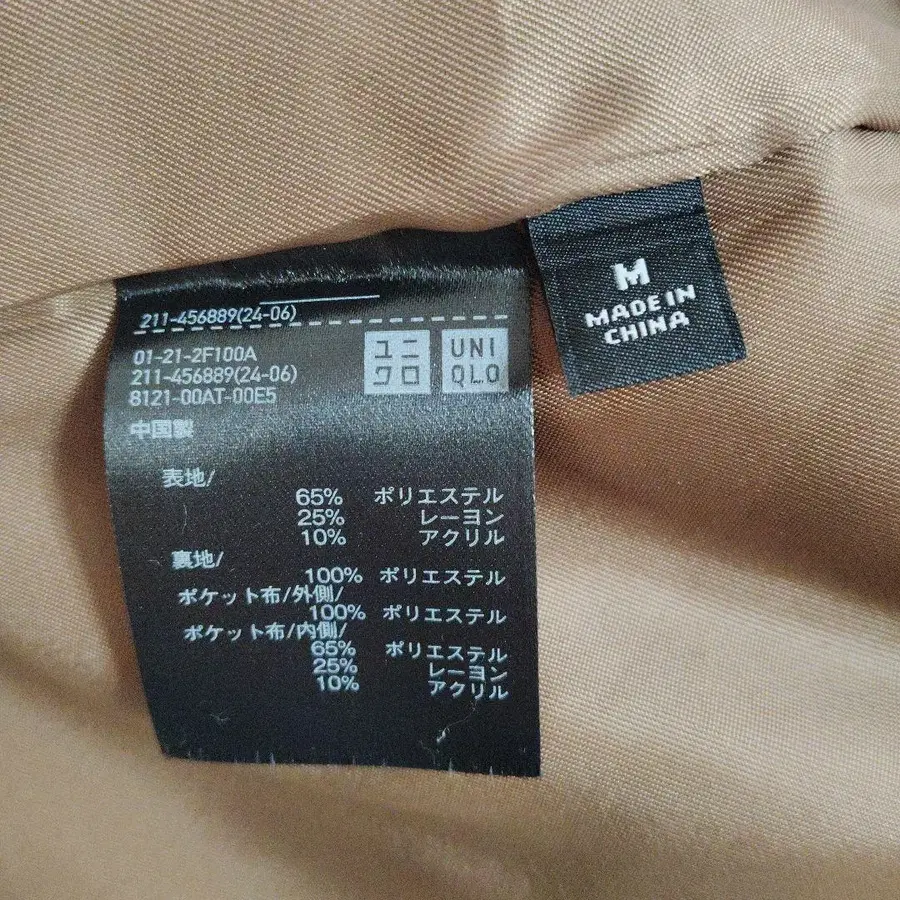 211-456889(24-06)
01-21-2F100A
211-456889(24-06)
8121-00AT-00E5
中国製
ユニ
クロ
UNI
QLO
表地/
65% ポリエステル
25% レーヨン
10% アクリル
裏地/
100% ポリエステル
ポケット布/外側/
100% ポリエステル
ポケット布/内側/
65% ポリエステル
25% レーヨン
10% アクリル
M
MADE IN
CHINA